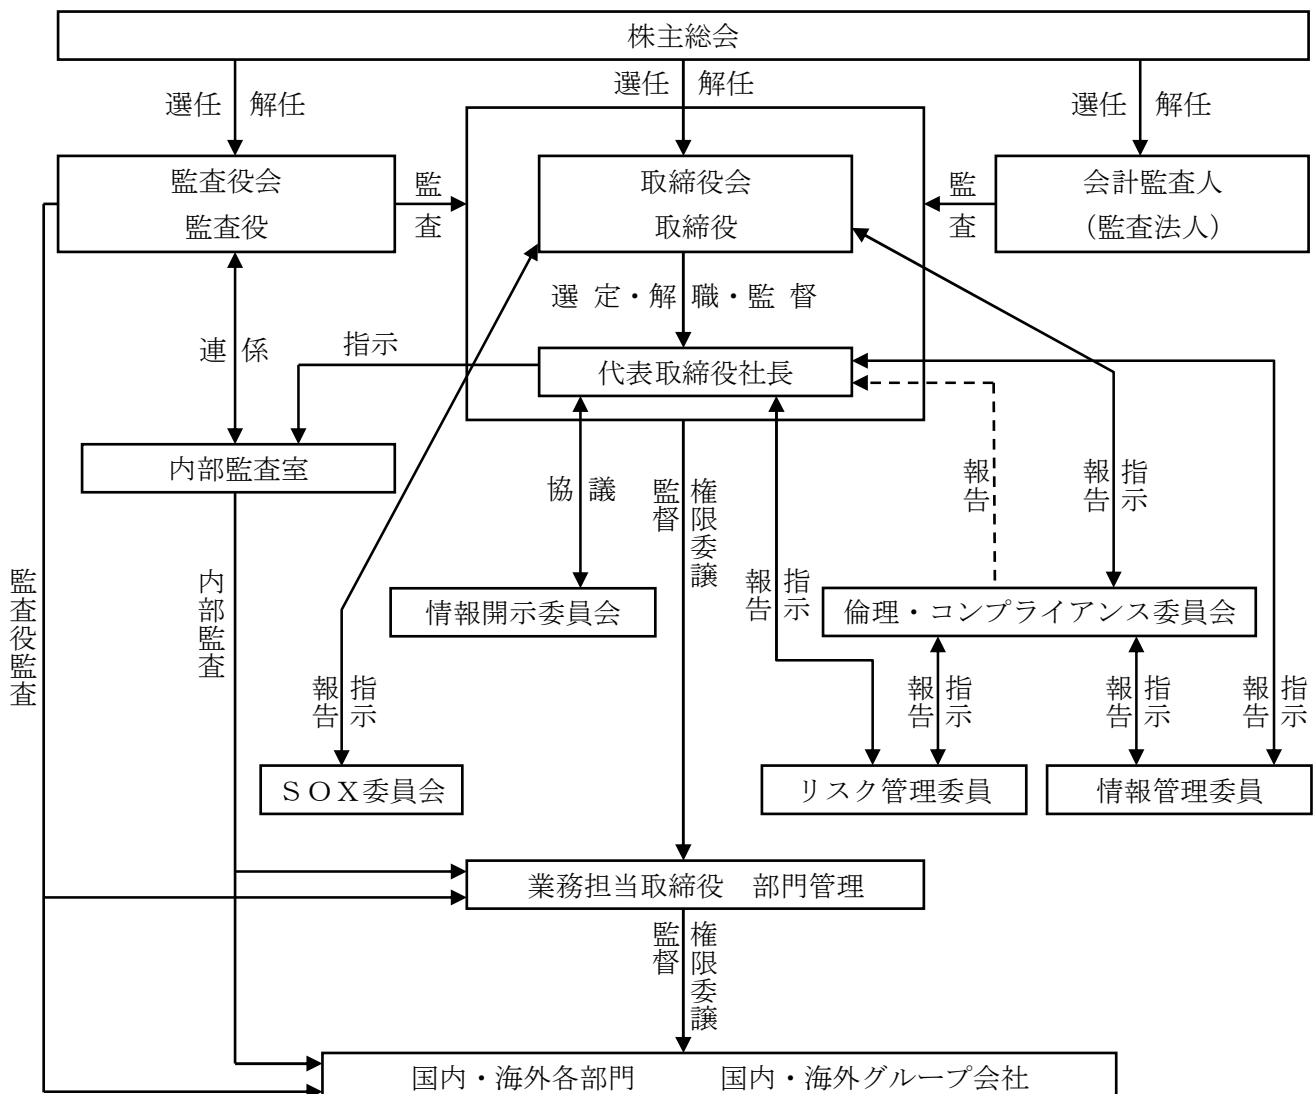 株主総会
選任 解任
選任 解任
選任 解任
監査役会
監査役
監査
取締役会
取締役
監査
会計監査人
（監査法人）
選定・解職・監督
連係
指示
代表取締役社長
内部監査室
協議
監督
権限委譲
報告
報告
指示
監査役監査
内部監査
情報開示委員会
報告
指示
倫理・コンプライアンス委員会
報告
指示
報告
指示
報告
指示
報告
指示
ＳＯＸ委員会
リスク管理委員
情報管理委員
業務担当取締役　部門管理
監督
権限委譲
国内・海外各部門　国内・海外グループ会社